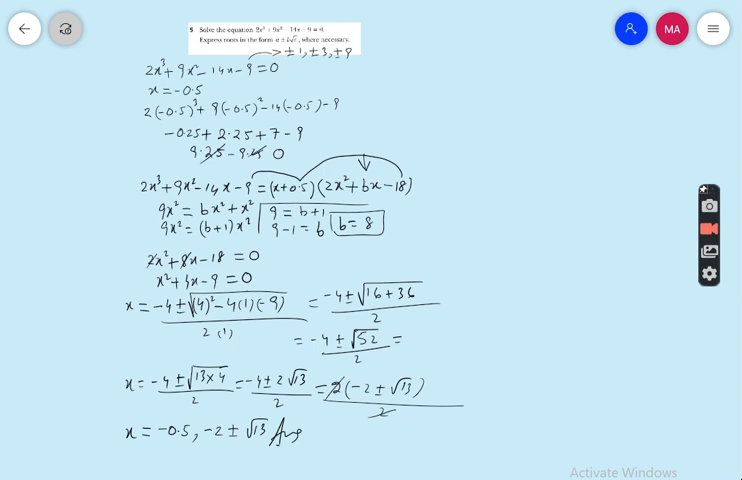 5 Solve the equation 2x³ + 9x² − 14x − 9 = 0.
Express roots in the form a ± b√c, where necessary.
→ ±1, ±3, ±9
2x³ + 9x² − 14x − 9 = 0
x = −0.5
2(−0.5)³ + 9(−0.5)² − 14(−0.5) − 9
−0.25 + 2.25 + 7 − 9
9.25 − 9.25 0
2x³ + 9x² − 14x − 9 = (x + 0.5)(2x² + bx − 18)
9x² = bx² + x²
9 = b + 1
9x² = (b + 1)x²
9 − 1 = b
b = 8
2x² + 8x − 18 = 0
x² + 4x − 9 = 0
x = −4 ± √(4)² − 4(1)(−9) / 2(1) = −4 ± √16 + 36 / 2
= −4 ± √52 / 2 =
x = −4 ± √13×4 / 2 = −4 ± 2√13 / 2 = 2(−2 ± √13) / 2
x = −0.5, −2 ± √13 Ans
MA
Activate Windows